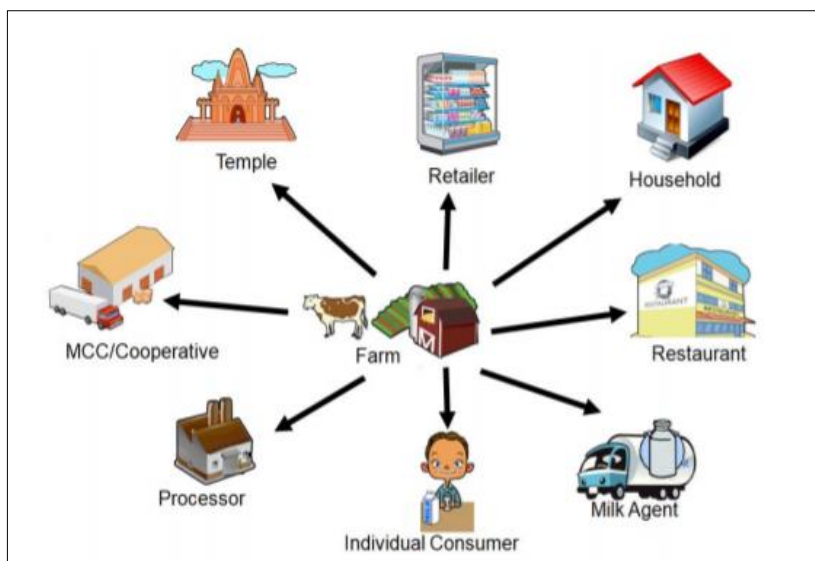 Temple
Retailer
Household
MCC/Cooperative
Farm
Restaurant
Processor
Individual Consumer
Milk Agent